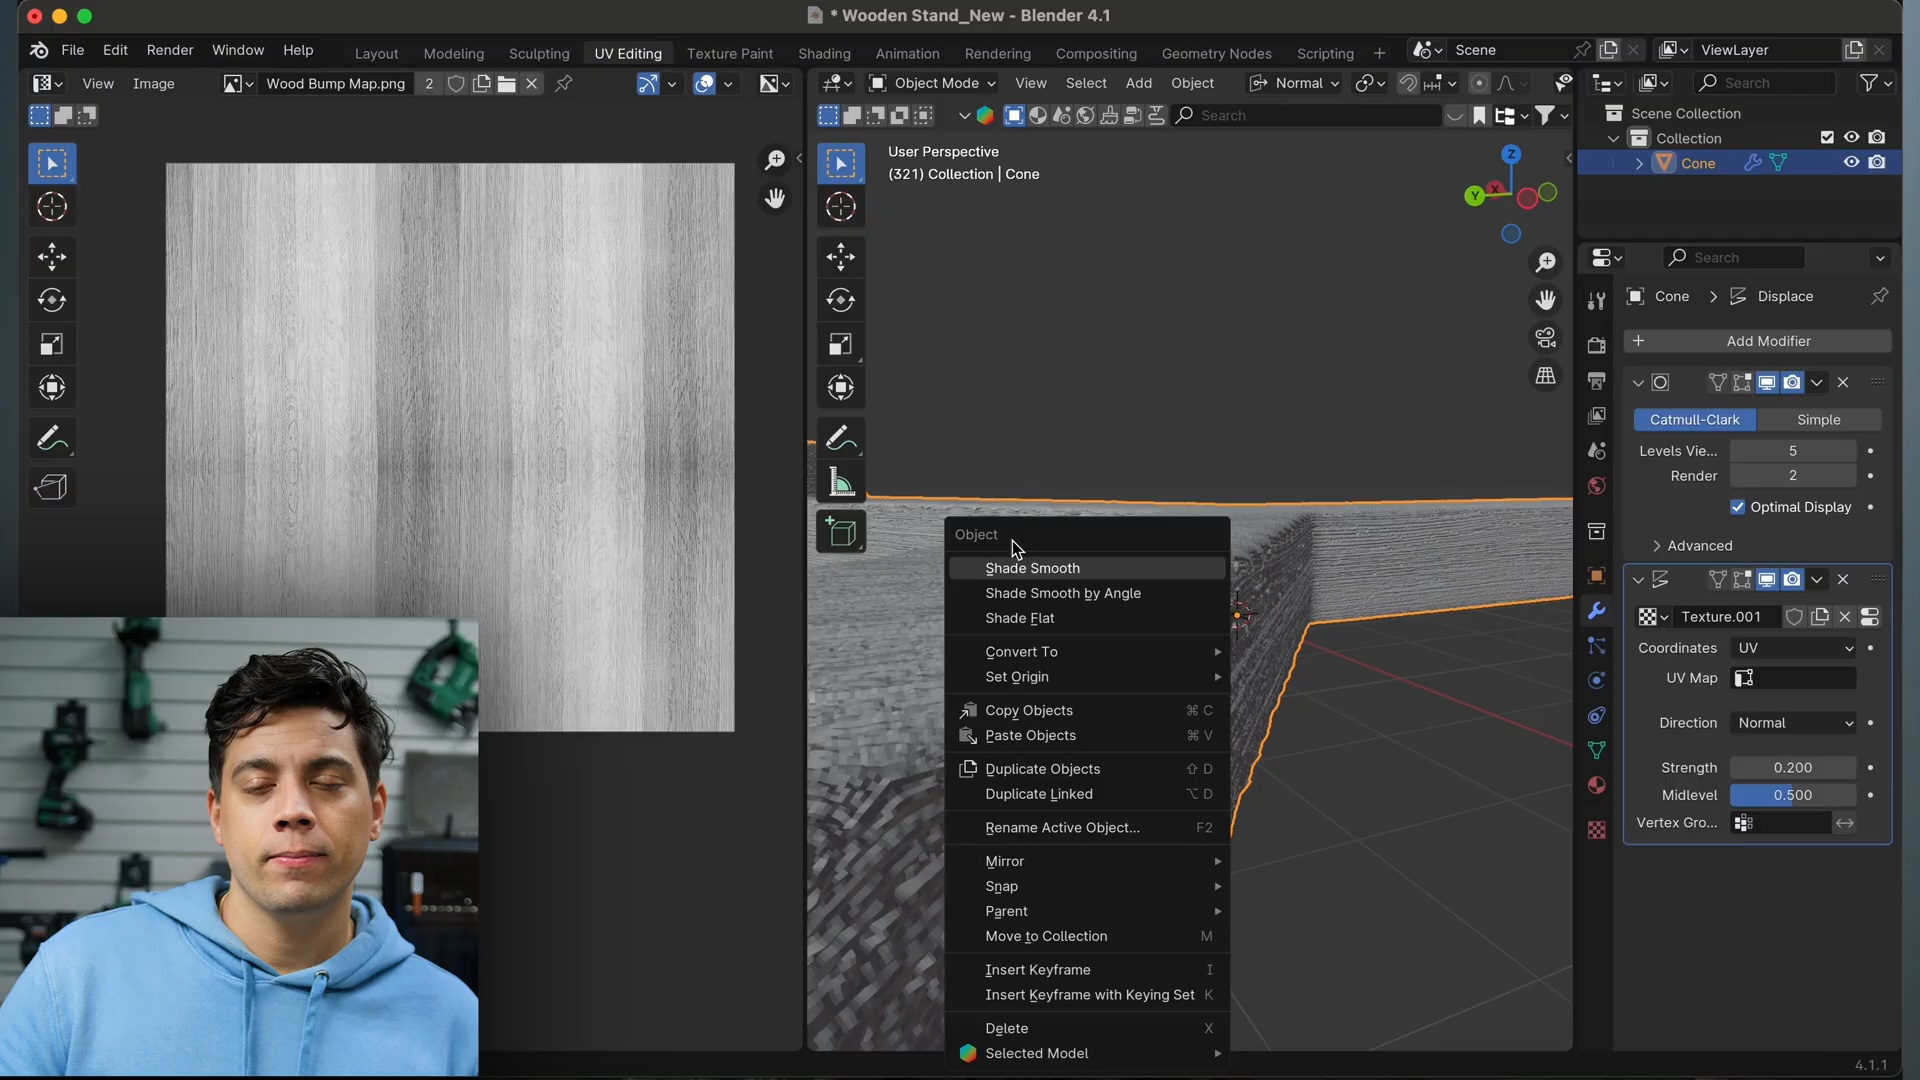 * Wooden Stand_New - Blender 4.1
File Edit Render Window Help
Layout Modeling Sculpting UV Editing Texture Paint Shading Animation Rendering Compositing Geometry Nodes Scripting +
Scene
ViewLayer
View Image
Wood Bump Map.png 2
Object Mode View Select Add Object Normal
Search
Search
User Perspective
(321) Collection | Cone
Z
Y
X
Scene Collection
Collection
Cone
Search
Cone > Displace
+ Add Modifier
Catmull-Clark Simple
Levels Vie... 5
Render 2
Optimal Display
Advanced
Texture.001
Coordinates UV
UV Map
Direction Normal
Strength 0.200
Midlevel 0.500
Vertex Gro...
Object
Shade Smooth
Shade Smooth by Angle
Shade Flat
Convert To
Set Origin
Copy Objects ⌘ C
Paste Objects ⌘ V
Duplicate Objects ⇧ D
Duplicate Linked ⌥ D
Rename Active Object... F2
Mirror
Snap
Parent
Move to Collection M
Insert Keyframe I
Insert Keyframe with Keying Set K
Delete X
Selected Model
4.1.1